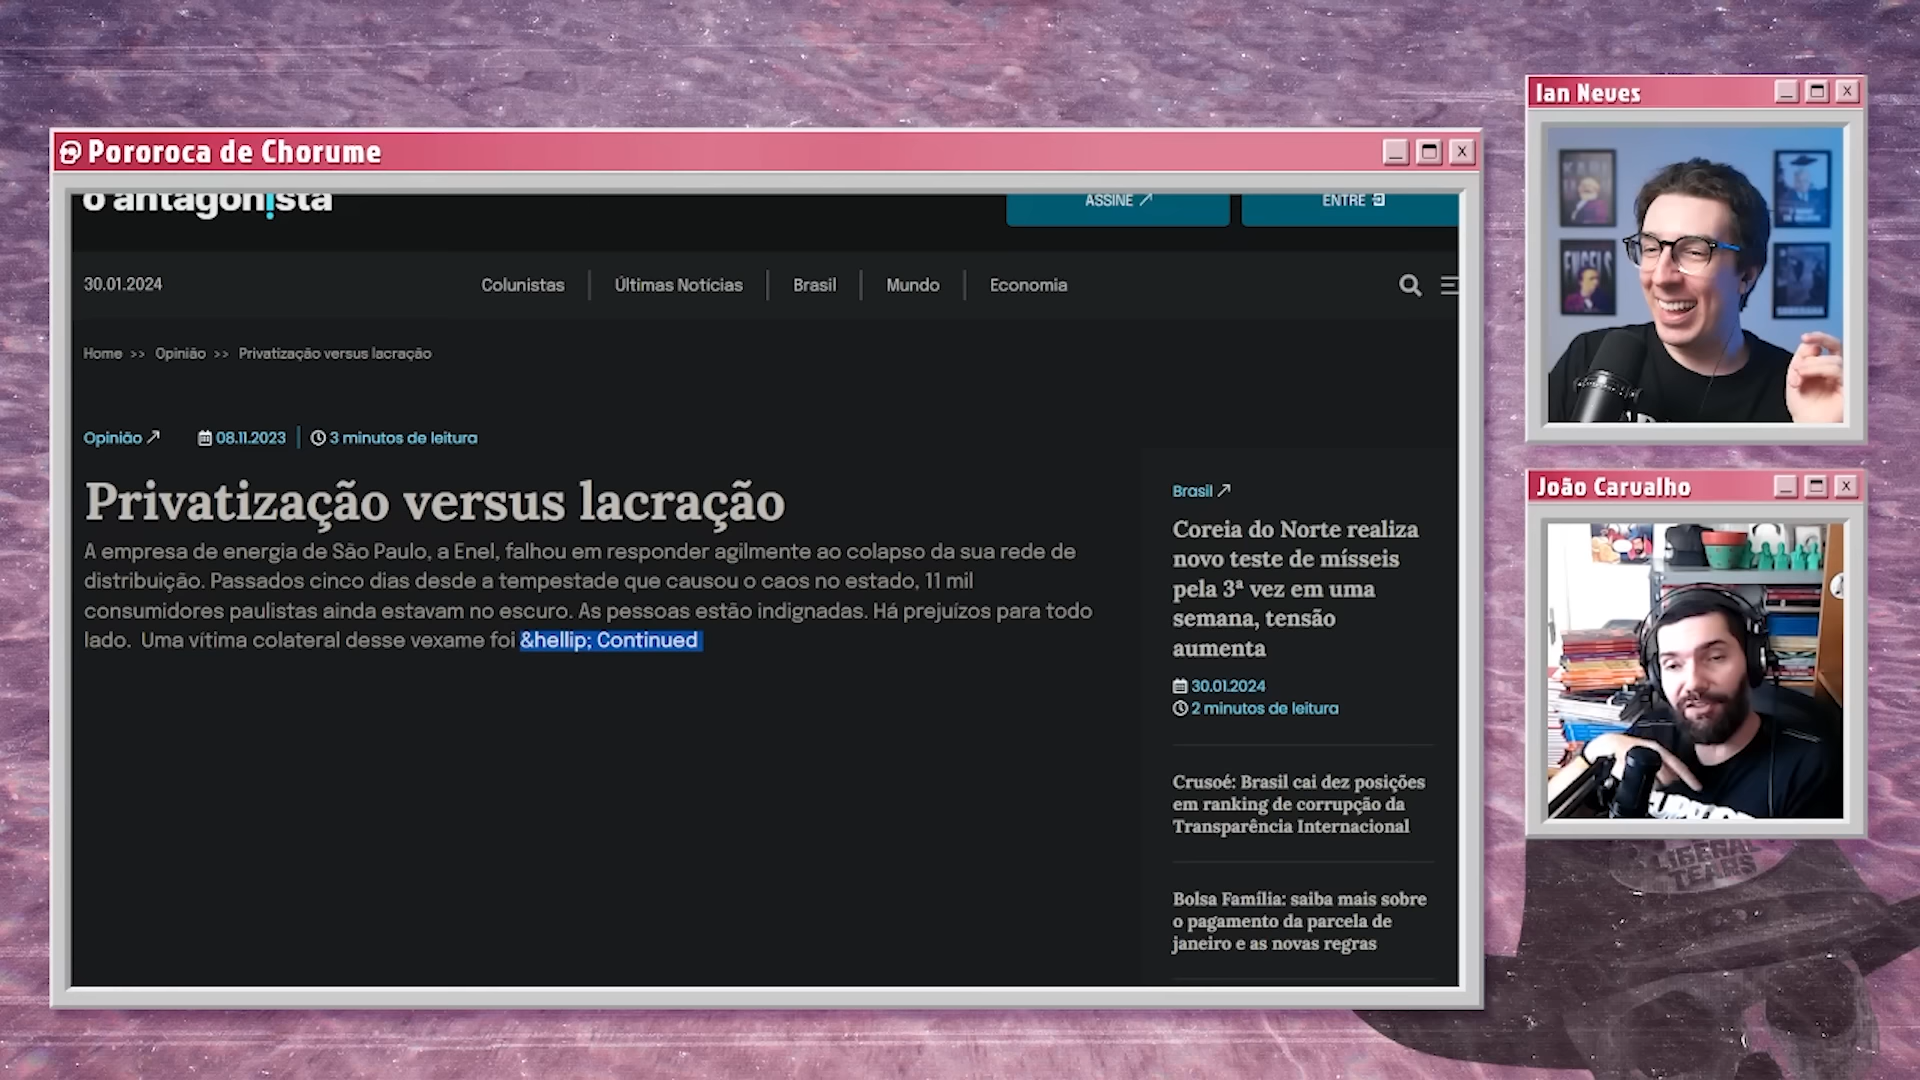 Pororoca de Chorume
o antagonista
ASSINE
ENTRE
30.01.2024
Colunistas
Últimas Notícias
Brasil
Mundo
Economia
Home >> Opinião >> Privatização versus lacração
Opinião
08.11.2023
3 minutos de leitura
Privatização versus lacração
A empresa de energia de São Paulo, a Enel, falhou em responder agilmente ao colapso da sua rede de
distribuição. Passados cinco dias desde a tempestade que causou o caos no estado, 11 mil
consumidores paulistas ainda estavam no escuro. As pessoas estão indignadas. Há prejuízos para todo
lado. Uma vítima colateral desse vexame foi &hellip; Continued
Brasil
Coreia do Norte realiza
novo teste de mísseis
pela 3ª vez em uma
semana, tensão
aumenta
30.01.2024
2 minutos de leitura
Crusoé: Brasil cai dez posições
em ranking de corrupção da
Transparência Internacional
Bolsa Família: saiba mais sobre
o pagamento da parcela de
janeiro e as novas regras
Ian Neves
ENGELS
João Carvalho
LIBERAL
TEARS